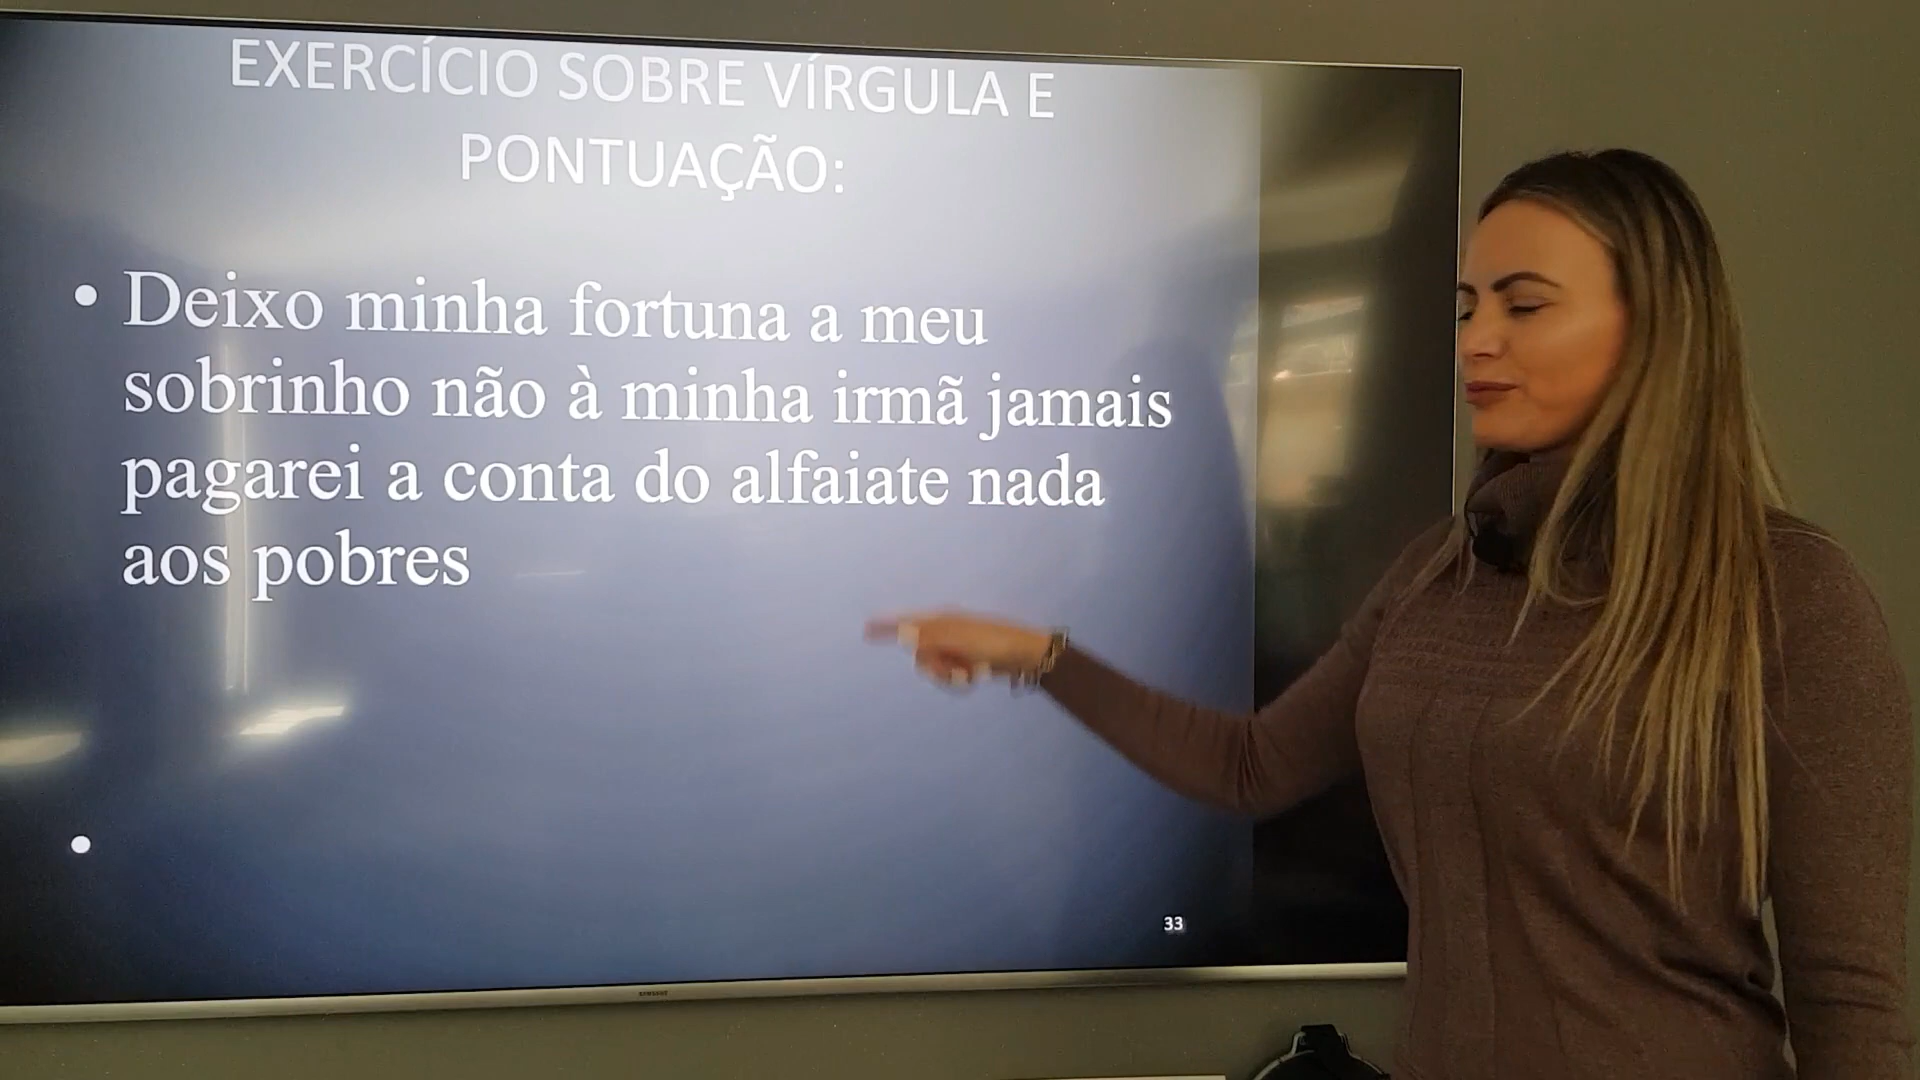 EXERCÍCIO SOBRE VÍRGULA E
PONTUAÇÃO:
• Deixo minha fortuna a meu
sobrinho não à minha irmã jamais
pagarei a conta do alfaiate nada
aos pobres
•
33
SAMSUNG